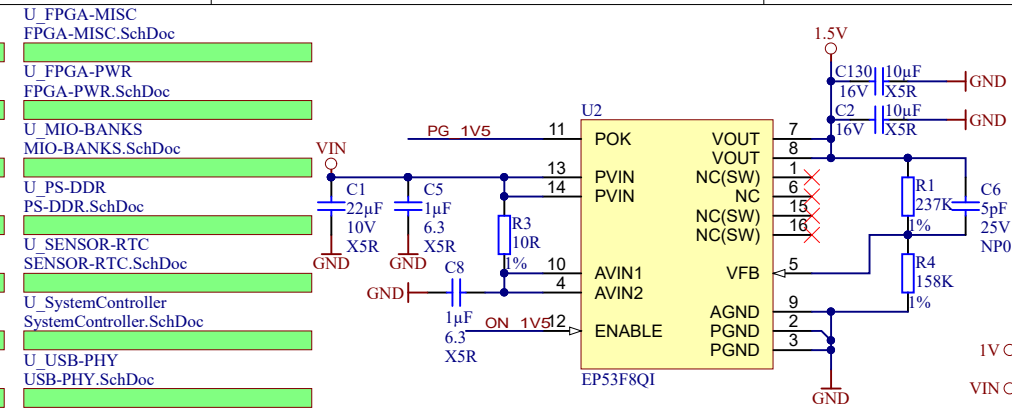 U_FPGA-MISC
FPGA-MISC.SchDoc
U_FPGA-PWR
FPGA-PWR.SchDoc
U_MIO-BANKS
MIO-BANKS.SchDoc
U_PS-DDR
PS-DDR.SchDoc
U_SENSOR-RTC
SENSOR-RTC.SchDoc
U_SystemController
SystemController.SchDoc
U_USB-PHY
USB-PHY.SchDoc
VIN
C1
22µF
10V
X5R
GND
C5
1µF
6.3
X5R
GND
R3
10R
1%
GND
C8
1µF
6.3
X5R
PG_1V5
ON_1V5
U2
11 POK
13 PVIN
14 PVIN
10 AVIN1
4 AVIN2
12 ENABLE
VOUT 7
VOUT 8
NC(SW) 1
NC 6
NC(SW) 15
NC(SW) 16
VFB 5
AGND 9
PGND 2
PGND 3
EP53F8QI
1.5V
C130 10µF
16V X5R
GND
C2 10µF
16V X5R
GND
R1
237K
1%
C6
5pF
25V
NP0
R4
158K
1%
GND
1V
VIN